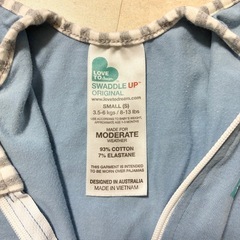 LOVE TO
SWADDLE UP™
ORIGINAL
www.lovetodream.com
SMALL (S)
3.5-6 kgs / 8-13 lbs
MADE FOR
MODERATE
WEATHER
93% COTTON
7% ELASTANE
THIS GARMENT IS INTENDED
TO BE WORN OVER PAJAMAS
DESIGNED IN AUSTRALIA
MADE IN VIETNAM